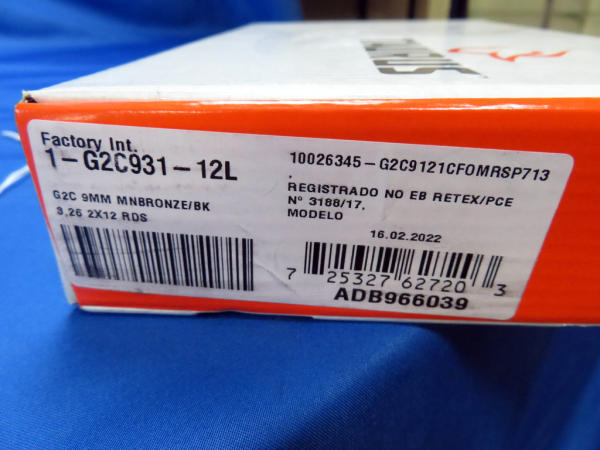 TAURUS
Factory Int.
1-G2C931-12L
G2C 9MM MNBRONZE/BK
3,26 2X12 RDS
10026345-G2C9121CFOMRSP713
.
REGISTRADO NO EB RETEX/PCE
Nº 3188/17.
MODELO
16.02.2022
7 25327 62720 3
ADB966039